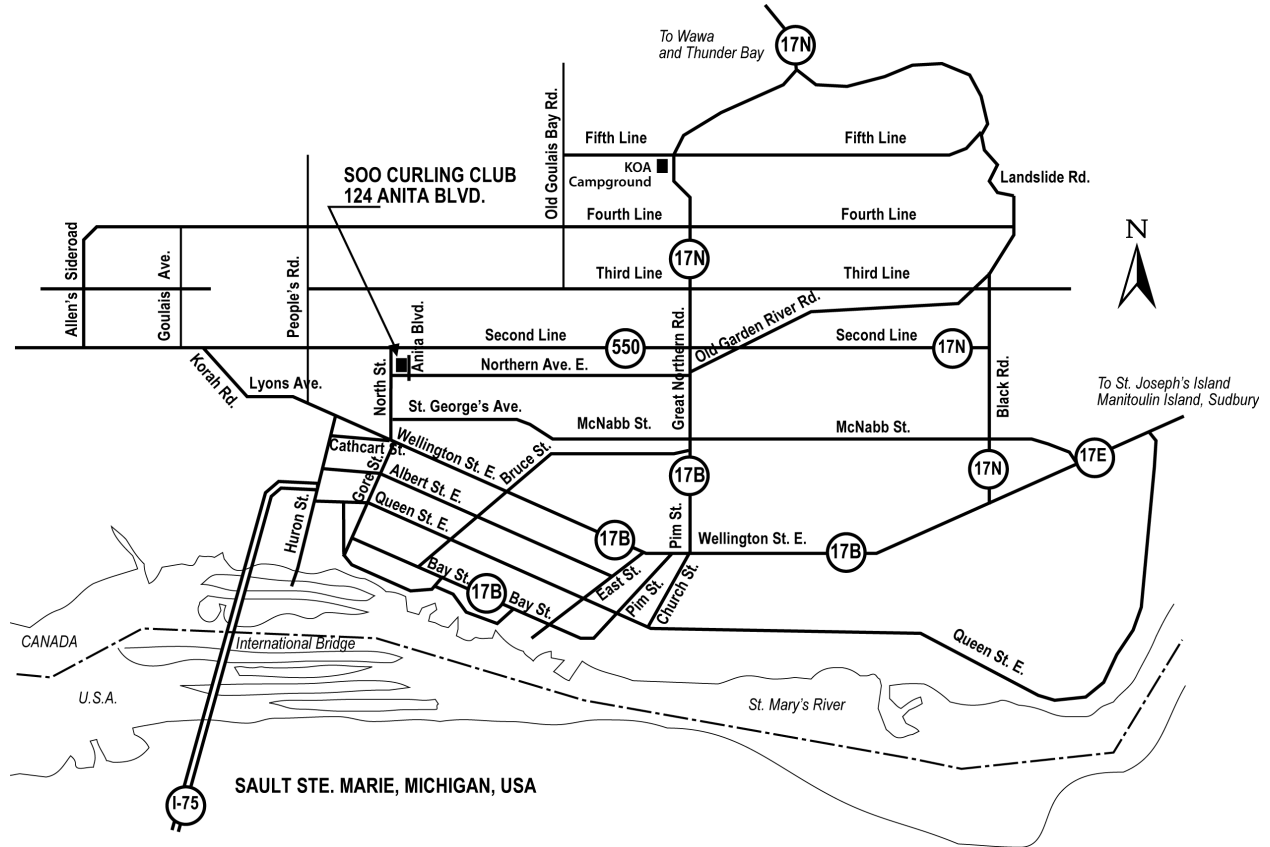 To Wawa
and Thunder Bay
17N
Old Goulais Bay Rd.
Fifth Line
Fifth Line
KOA
Campground
Landslide Rd.
SOO CURLING CLUB
124 ANITA BLVD.
Fourth Line
Fourth Line
N
17N
Allen's Sideroad
Goulais Ave.
People's Rd.
Third Line
Third Line
Old Garden River Rd.
Great Northern Rd.
Anita Blvd.
Second Line
550
Second Line
17N
Northern Ave. E.
Korah Rd.
Lyons Ave.
North St.
Black Rd.
To St. Joseph's Island
Manitoulin Island, Sudbury
St. George's Ave.
McNabb St.
McNabb St.
Cathcart St.
Wellington St. E.
Bruce St.
17E
Gore St.
Albert St. E.
17B
17N
Queen St. E.
Huron St.
Pim St.
17B
Wellington St. E.
17B
Bay St.
17B
Bay St.
East St.
Pim St.
Church St.
Queen St. E.
CANADA
International Bridge
U.S.A.
St. Mary's River
SAULT STE. MARIE, MICHIGAN, USA
I-75